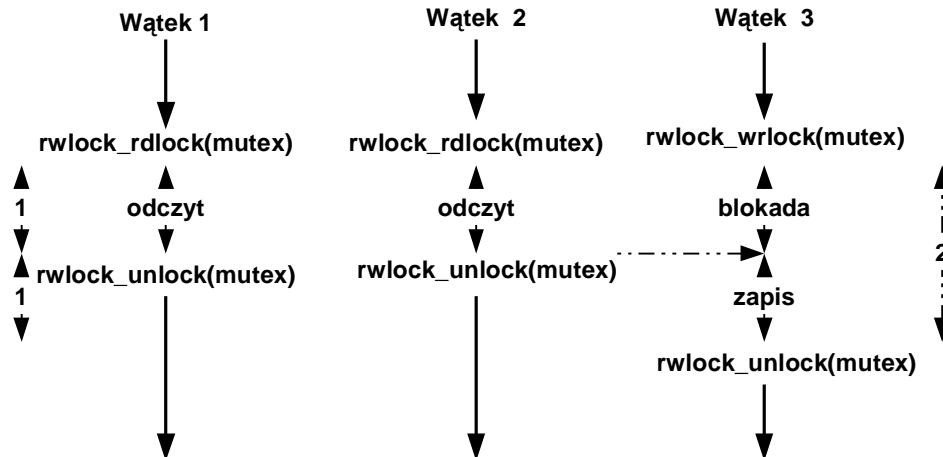 Wątek 1
Wątek 2
Wątek 3
rwlock_rdlock(mutex)
rwlock_rdlock(mutex)
rwlock_wrlock(mutex)
1
odczyt
odczyt
blokada
rwlock_unlock(mutex)
rwlock_unlock(mutex)
2
1
zapis
rwlock_unlock(mutex)